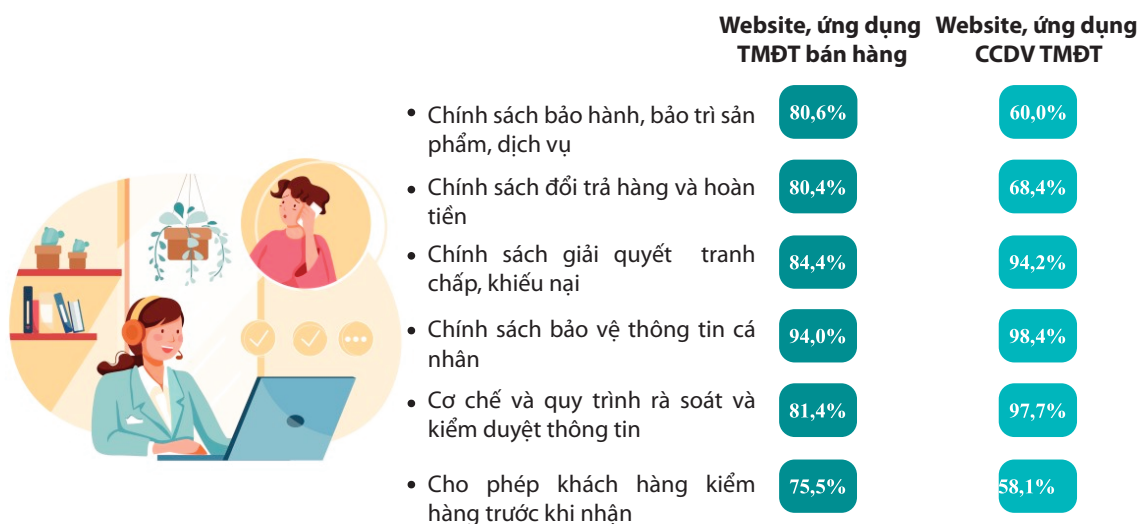 Website, ứng dụng Website, ứng dụng
TMĐT bán hàng CCDV TMĐT
• Chính sách bảo hành, bảo trì sản 80,6% 60,0%
phẩm, dịch vụ
• Chính sách đổi trả hàng và hoàn 80,4% 68,4%
tiền
• Chính sách giải quyết tranh 84,4% 94,2%
chấp, khiếu nại
• Chính sách bảo vệ thông tin cá 94,0% 98,4%
nhân
• Cơ chế và quy trình rà soát và 81,4% 97,7%
kiểm duyệt thông tin
• Cho phép khách hàng kiểm 75,5% 58,1%
hàng trước khi nhận